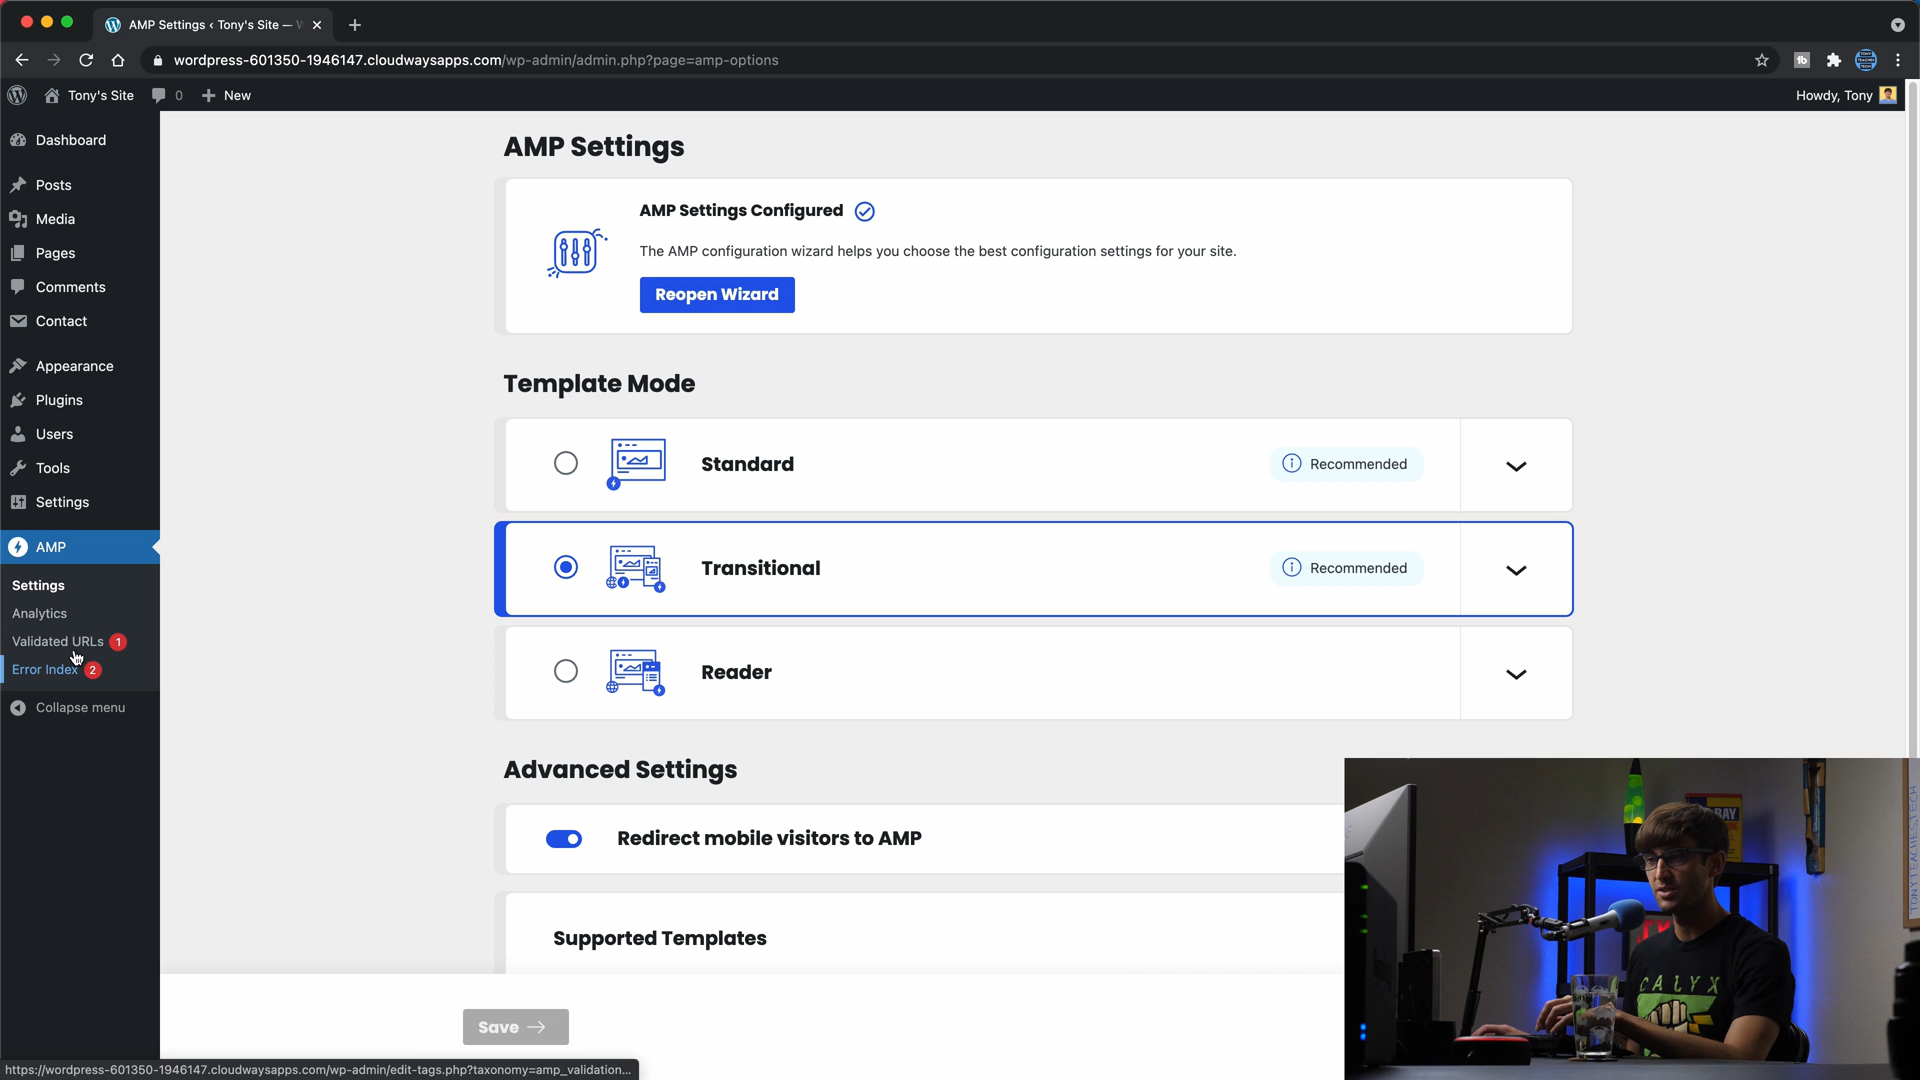 AMP Settings ‹ Tony's Site —
wordpress-601350-1946147.cloudwaysapps.com/wp-admin/admin.php?page=amp-options
Tony's Site
0
New
Howdy, Tony
Dashboard
Posts
Media
Pages
Comments
Contact
Appearance
Plugins
Users
Tools
Settings
AMP
Settings
Analytics
Validated URLs 1
Error Index 2
Collapse menu
AMP Settings
AMP Settings Configured
The AMP configuration wizard helps you choose the best configuration settings for your site.
Reopen Wizard
Template Mode
Standard
Recommended
Transitional
Recommended
Reader
Advanced Settings
Redirect mobile visitors to AMP
Supported Templates
Save
https://wordpress-601350-1946147.cloudwaysapps.com/wp-admin/edit-tags.php?taxonomy=amp_validation...
CALYX
TONYTEACHES.TECH